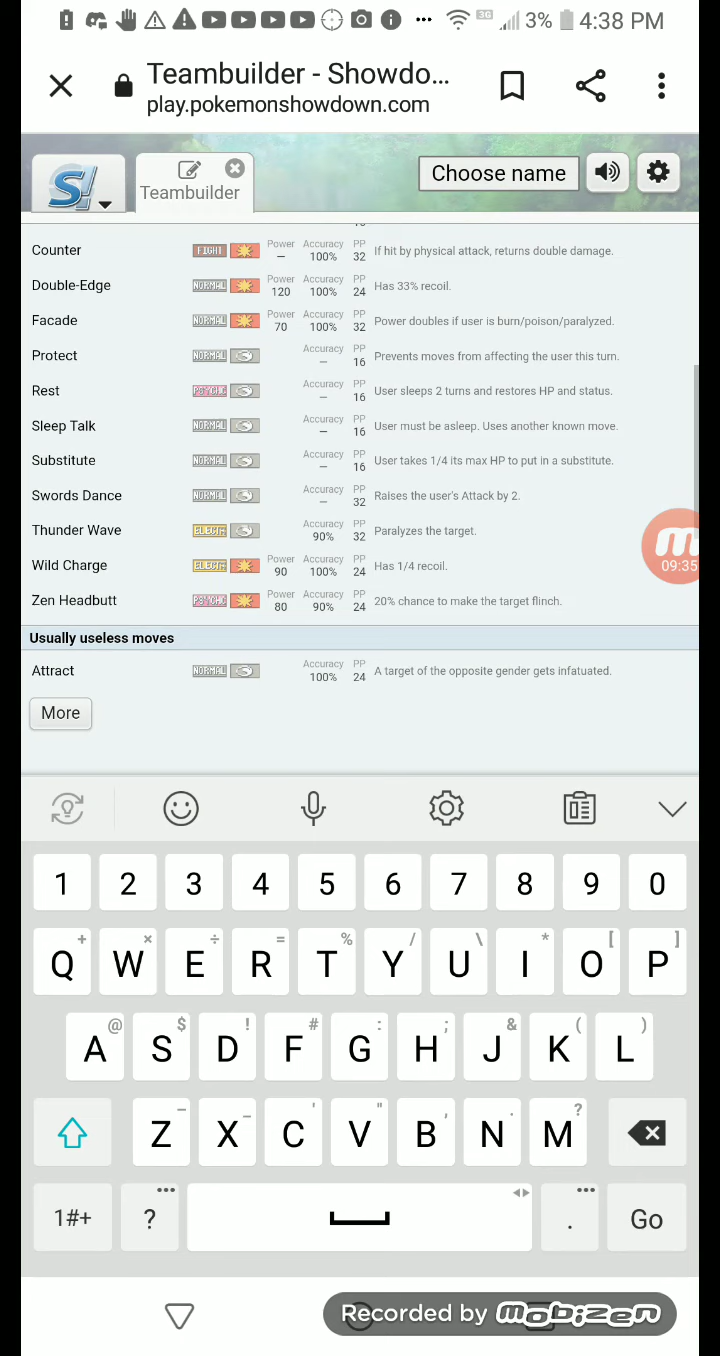 3G 3% 4:38 PM
Teambuilder - Showdo...
play.pokemonshowdown.com
S!
Teambuilder
Choose name
Counter FIGHT Power — Accuracy 100% PP 32 If hit by physical attack, returns double damage.
Double-Edge NORMAL Power 120 Accuracy 100% PP 24 Has 33% recoil.
Facade NORMAL Power 70 Accuracy 100% PP 32 Power doubles if user is burn/poison/paralyzed.
Protect NORMAL Accuracy — PP 16 Prevents moves from affecting the user this turn.
Rest PSYCHC Accuracy — PP 16 User sleeps 2 turns and restores HP and status.
Sleep Talk NORMAL Accuracy — PP 16 User must be asleep. Uses another known move.
Substitute NORMAL Accuracy — PP 16 User takes 1/4 its max HP to put in a substitute.
Swords Dance NORMAL Accuracy — PP 32 Raises the user's Attack by 2.
Thunder Wave ELECTR Accuracy 90% PP 32 Paralyzes the target.
Wild Charge ELECTR Power 90 Accuracy 100% PP 24 Has 1/4 recoil.
Zen Headbutt PSYCHC Power 80 Accuracy 90% PP 24 20% chance to make the target flinch.
m
09:35
Usually useless moves
Attract NORMAL Accuracy 100% PP 24 A target of the opposite gender gets infatuated.
More
1 2 3 4 5 6 7 8 9 0
+ × ÷ = % / \ * [ ]
Q W E R T Y U I O P
@ $ ! # : ; & ( )
A S D F G H J K L
- _ ' " , . ?
Z X C V B N M
1#+ ? . Go
Recorded by mobizen